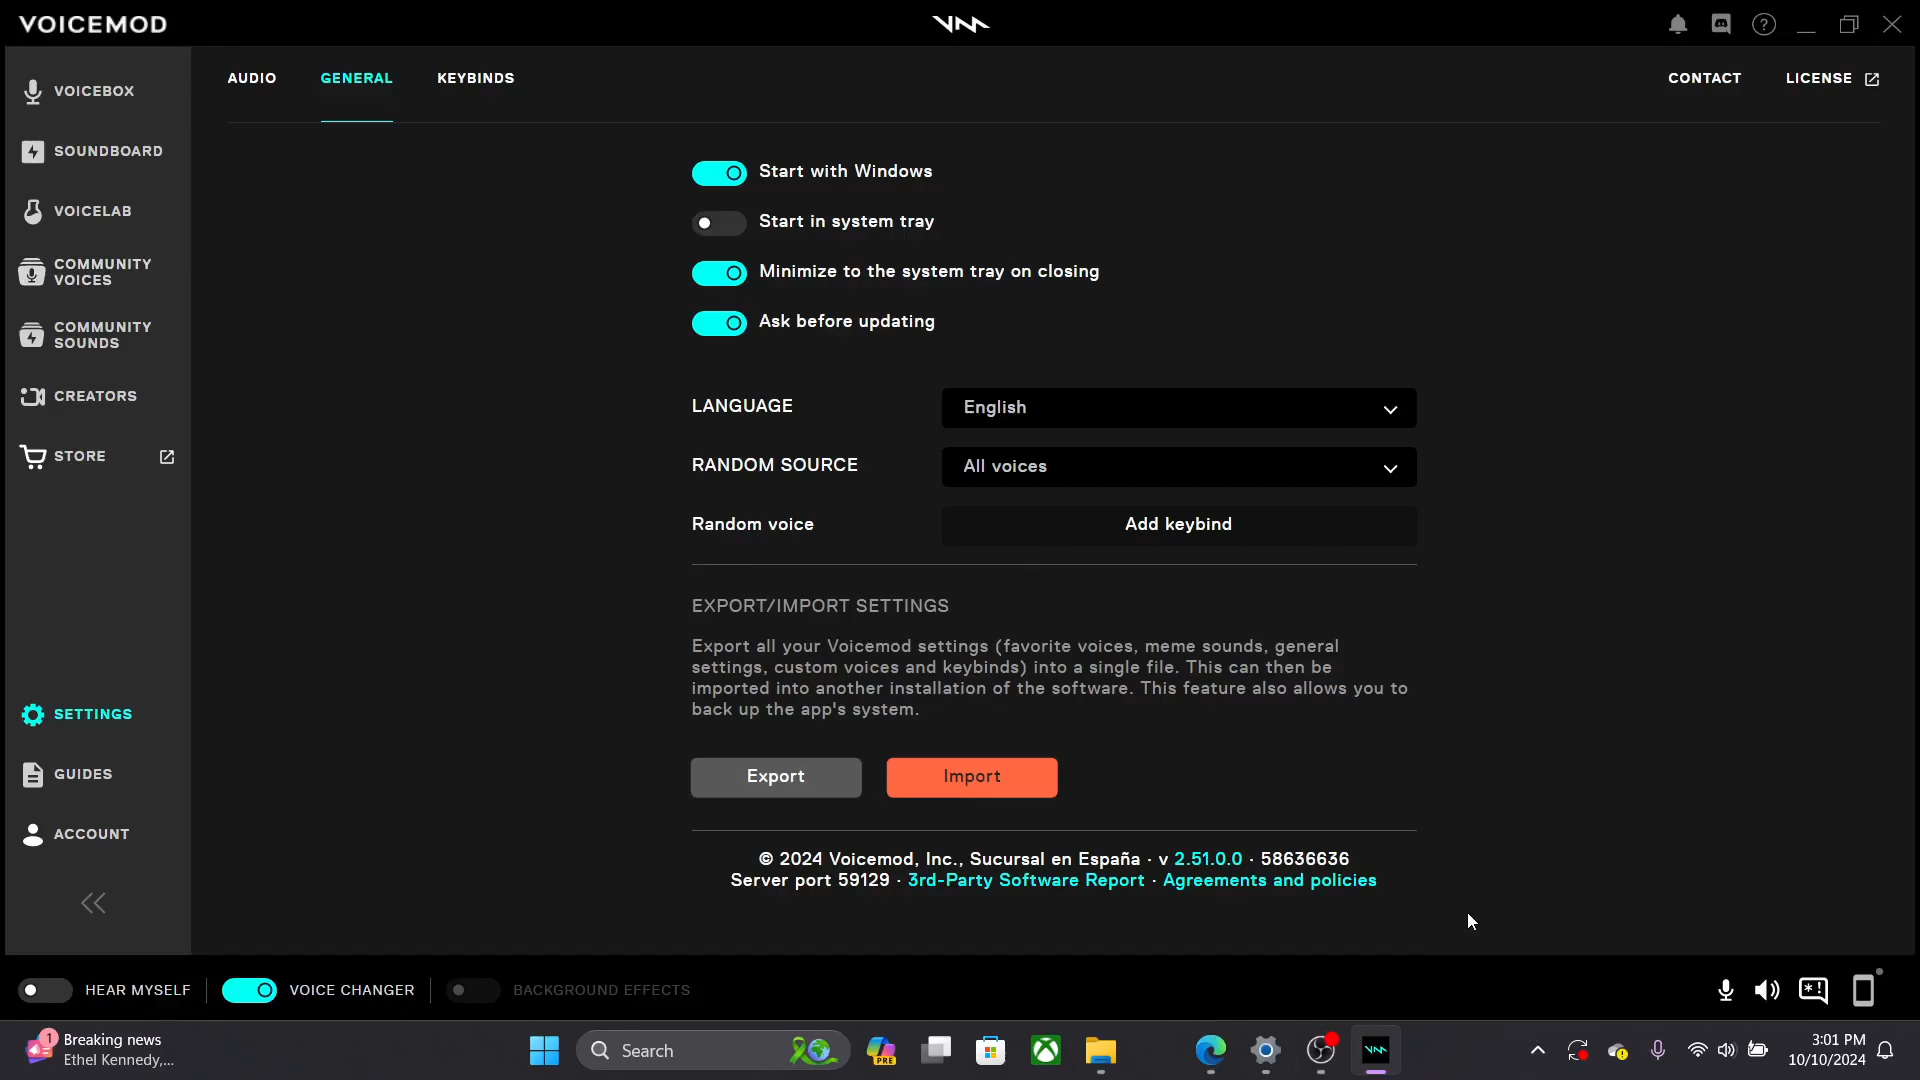 VOICEMOD
VOICEBOX
SOUNDBOARD
VOICELAB
COMMUNITY
VOICES
COMMUNITY
SOUNDS
CREATORS
STORE
SETTINGS
GUIDES
ACCOUNT
AUDIO
GENERAL
KEYBINDS
CONTACT
LICENSE
Start with Windows
Start in system tray
Minimize to the system tray on closing
Ask before updating
LANGUAGE
English
RANDOM SOURCE
All voices
Random voice
Add keybind
EXPORT/IMPORT SETTINGS
Export all your Voicemod settings (favorite voices, meme sounds, general
settings, custom voices and keybinds) into a single file. This can then be
imported into another installation of the software. This feature also allows you to
back up the app's system.
Export
Import
© 2024 Voicemod, Inc., Sucursal en España · v 2.51.0.0 · 58636636
Server port 59129 · 3rd-Party Software Report · Agreements and policies
HEAR MYSELF
VOICE CHANGER
BACKGROUND EFFECTS
1
Breaking news
Ethel Kennedy,...
Search
PRE
3:01 PM
10/10/2024